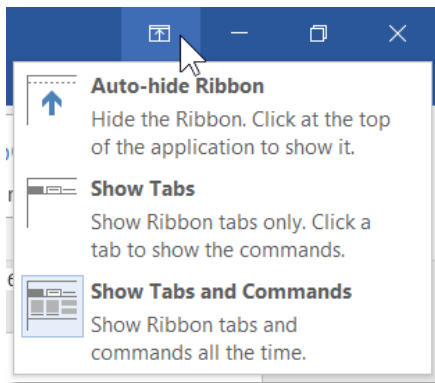 Auto-hide Ribbon
Hide the Ribbon. Click at the top
of the application to show it.
Show Tabs
Show Ribbon tabs only. Click a
tab to show the commands.
Show Tabs and Commands
Show Ribbon tabs and
commands all the time.